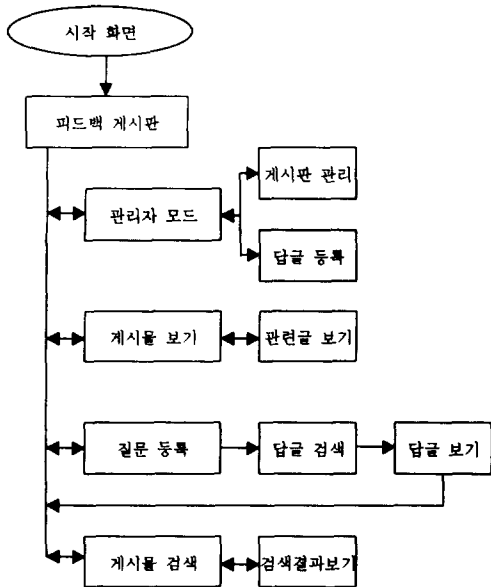 시작 화면
피드백 게시판
게시판 관리
관리자 모드
답글 등록
게시물 보기
관련글 보기
질문 등록
답글 검색
답글 보기
게시물 검색
검색결과보기